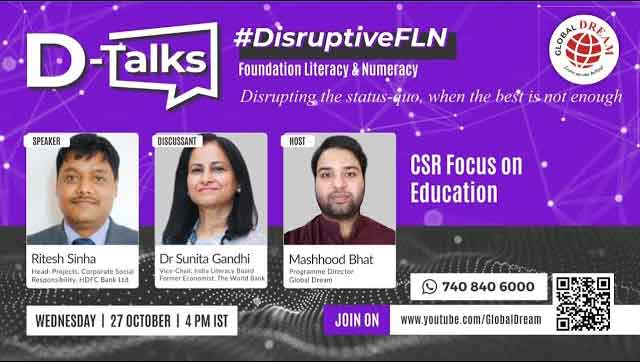 D-Talks
#DisruptiveFLN
Foundation Literacy & Numeracy
Disrupting the status-quo, when the best is not enough
GLOBAL DREAM
SPEAKER
DISCUSSANT
HOST
CSR Focus on
Education
Ritesh Sinha
Head: Projects, Corporate Social
Responsibility, HDFC Bank Ltd.
Dr Sunita Gandhi
Vice-Chair, India Literacy Board
Former Economist, The World Bank
Mashhood Bhat
Programme Director
Global Dream
740 840 6000
WEDNESDAY | 27 OCTOBER | 4 PM IST
JOIN ON
www.youtube.com/GlobalDream